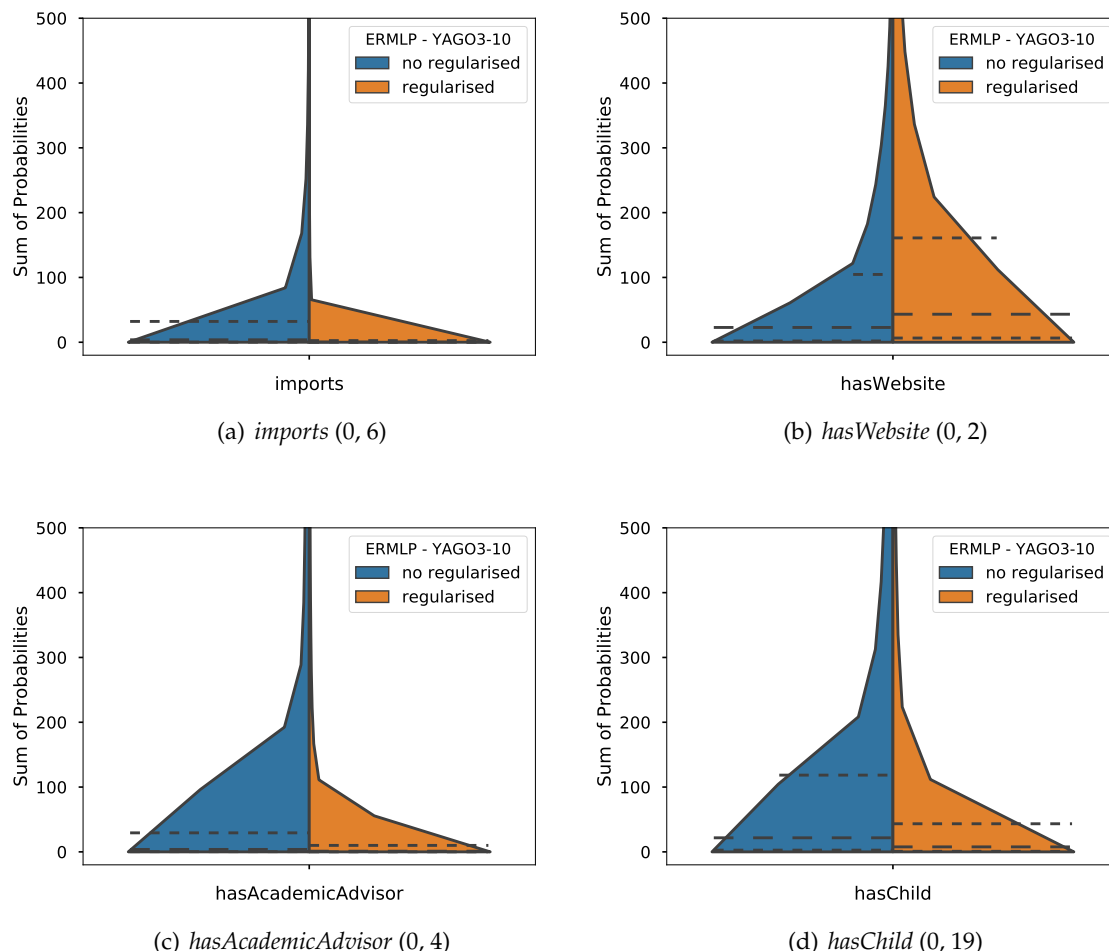 500
400
300
200
100
0
Sum of Probabilities
ERMLP - YAGO3-10
no regularised
regularised
imports
(a) imports (0, 6)
500
400
300
200
100
0
Sum of Probabilities
ERMLP - YAGO3-10
no regularised
regularised
hasWebsite
(b) hasWebsite (0, 2)
500
400
300
200
100
0
Sum of Probabilities
ERMLP - YAGO3-10
no regularised
regularised
hasAcademicAdvisor
(c) hasAcademicAdvisor (0, 4)
500
400
300
200
100
0
Sum of Probabilities
ERMLP - YAGO3-10
no regularised
regularised
hasChild
(d) hasChild (0, 19)